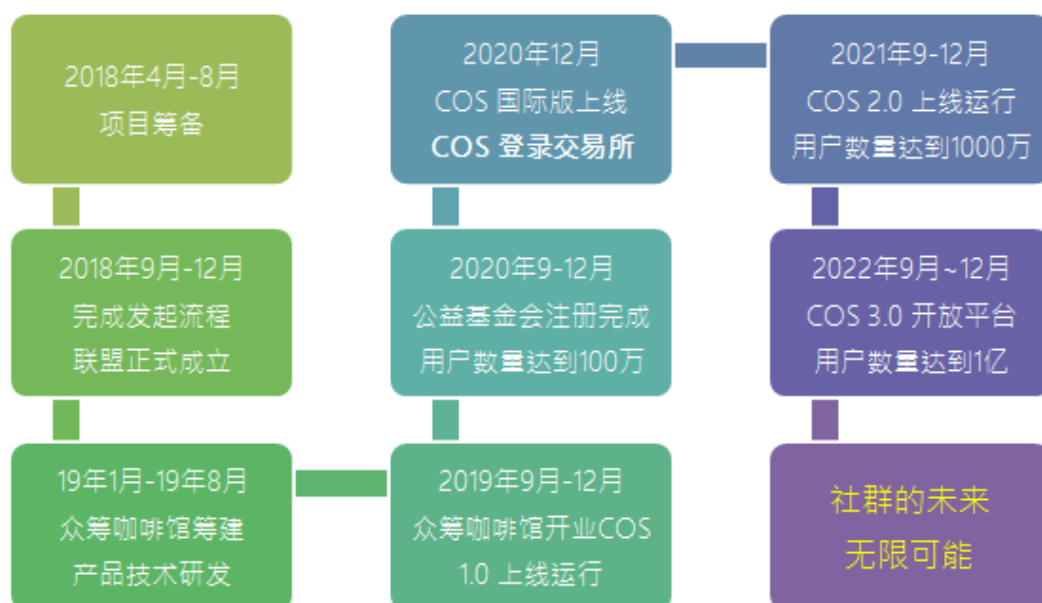 2018年4月-8月
项目筹备
2018年9月-12月
完成发起流程
联盟正式成立
19年1月-19年8月
众筹咖啡馆筹建
产品技术研发
2019年9月-12月
众筹咖啡馆开业COS
1.0 上线运行
2020年9-12月
公益基金会注册完成
用户数量达到100万
2020年12月
COS 国际版上线
COS 登录交易所
2021年9-12月
COS 2.0 上线运行
用户数量达到1000万
2022年9月~12月
COS 3.0 开放平台
用户数量达到1亿
社群的未来
无限可能